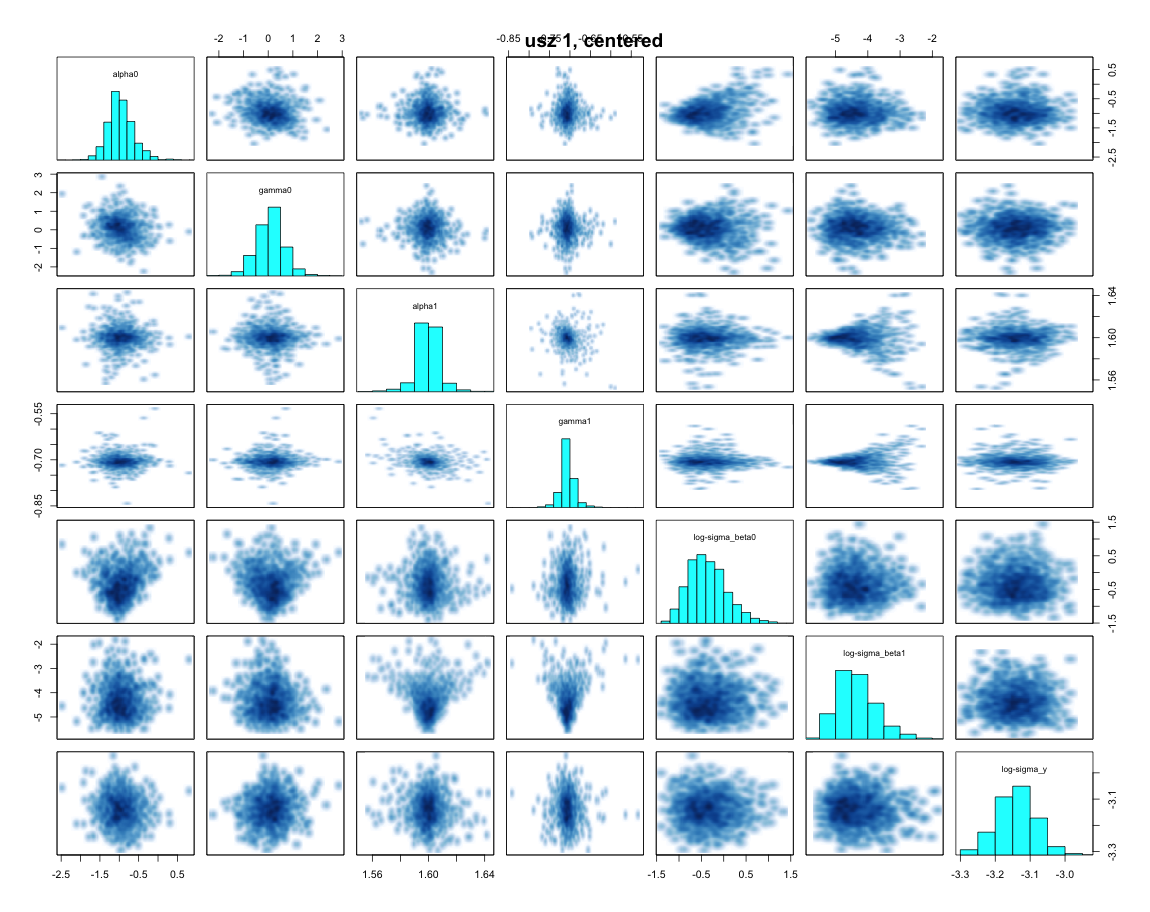 usz 1, centered
-2 -1 0 1 2 3
-0.85 -0.75 -0.65 -0.55
-5 -4 -3 -2
alpha0
0.5 -0.5 -1.5 -2.5
3 2 1 0 -1 -2
gamma0
alpha1
1.64 1.60 1.56
-0.55 -0.70 -0.85
gamma1
log-sigma_beta0
1.5 0.5 -0.5 -1.5
-2 -3 -4 -5
log-sigma_beta1
log-sigma_y
-3.1 -3.3
-2.5 -1.5 -0.5 0.5
1.56 1.60 1.64
-1.5 -0.5 0.5 1.5
-3.3 -3.2 -3.1 -3.0